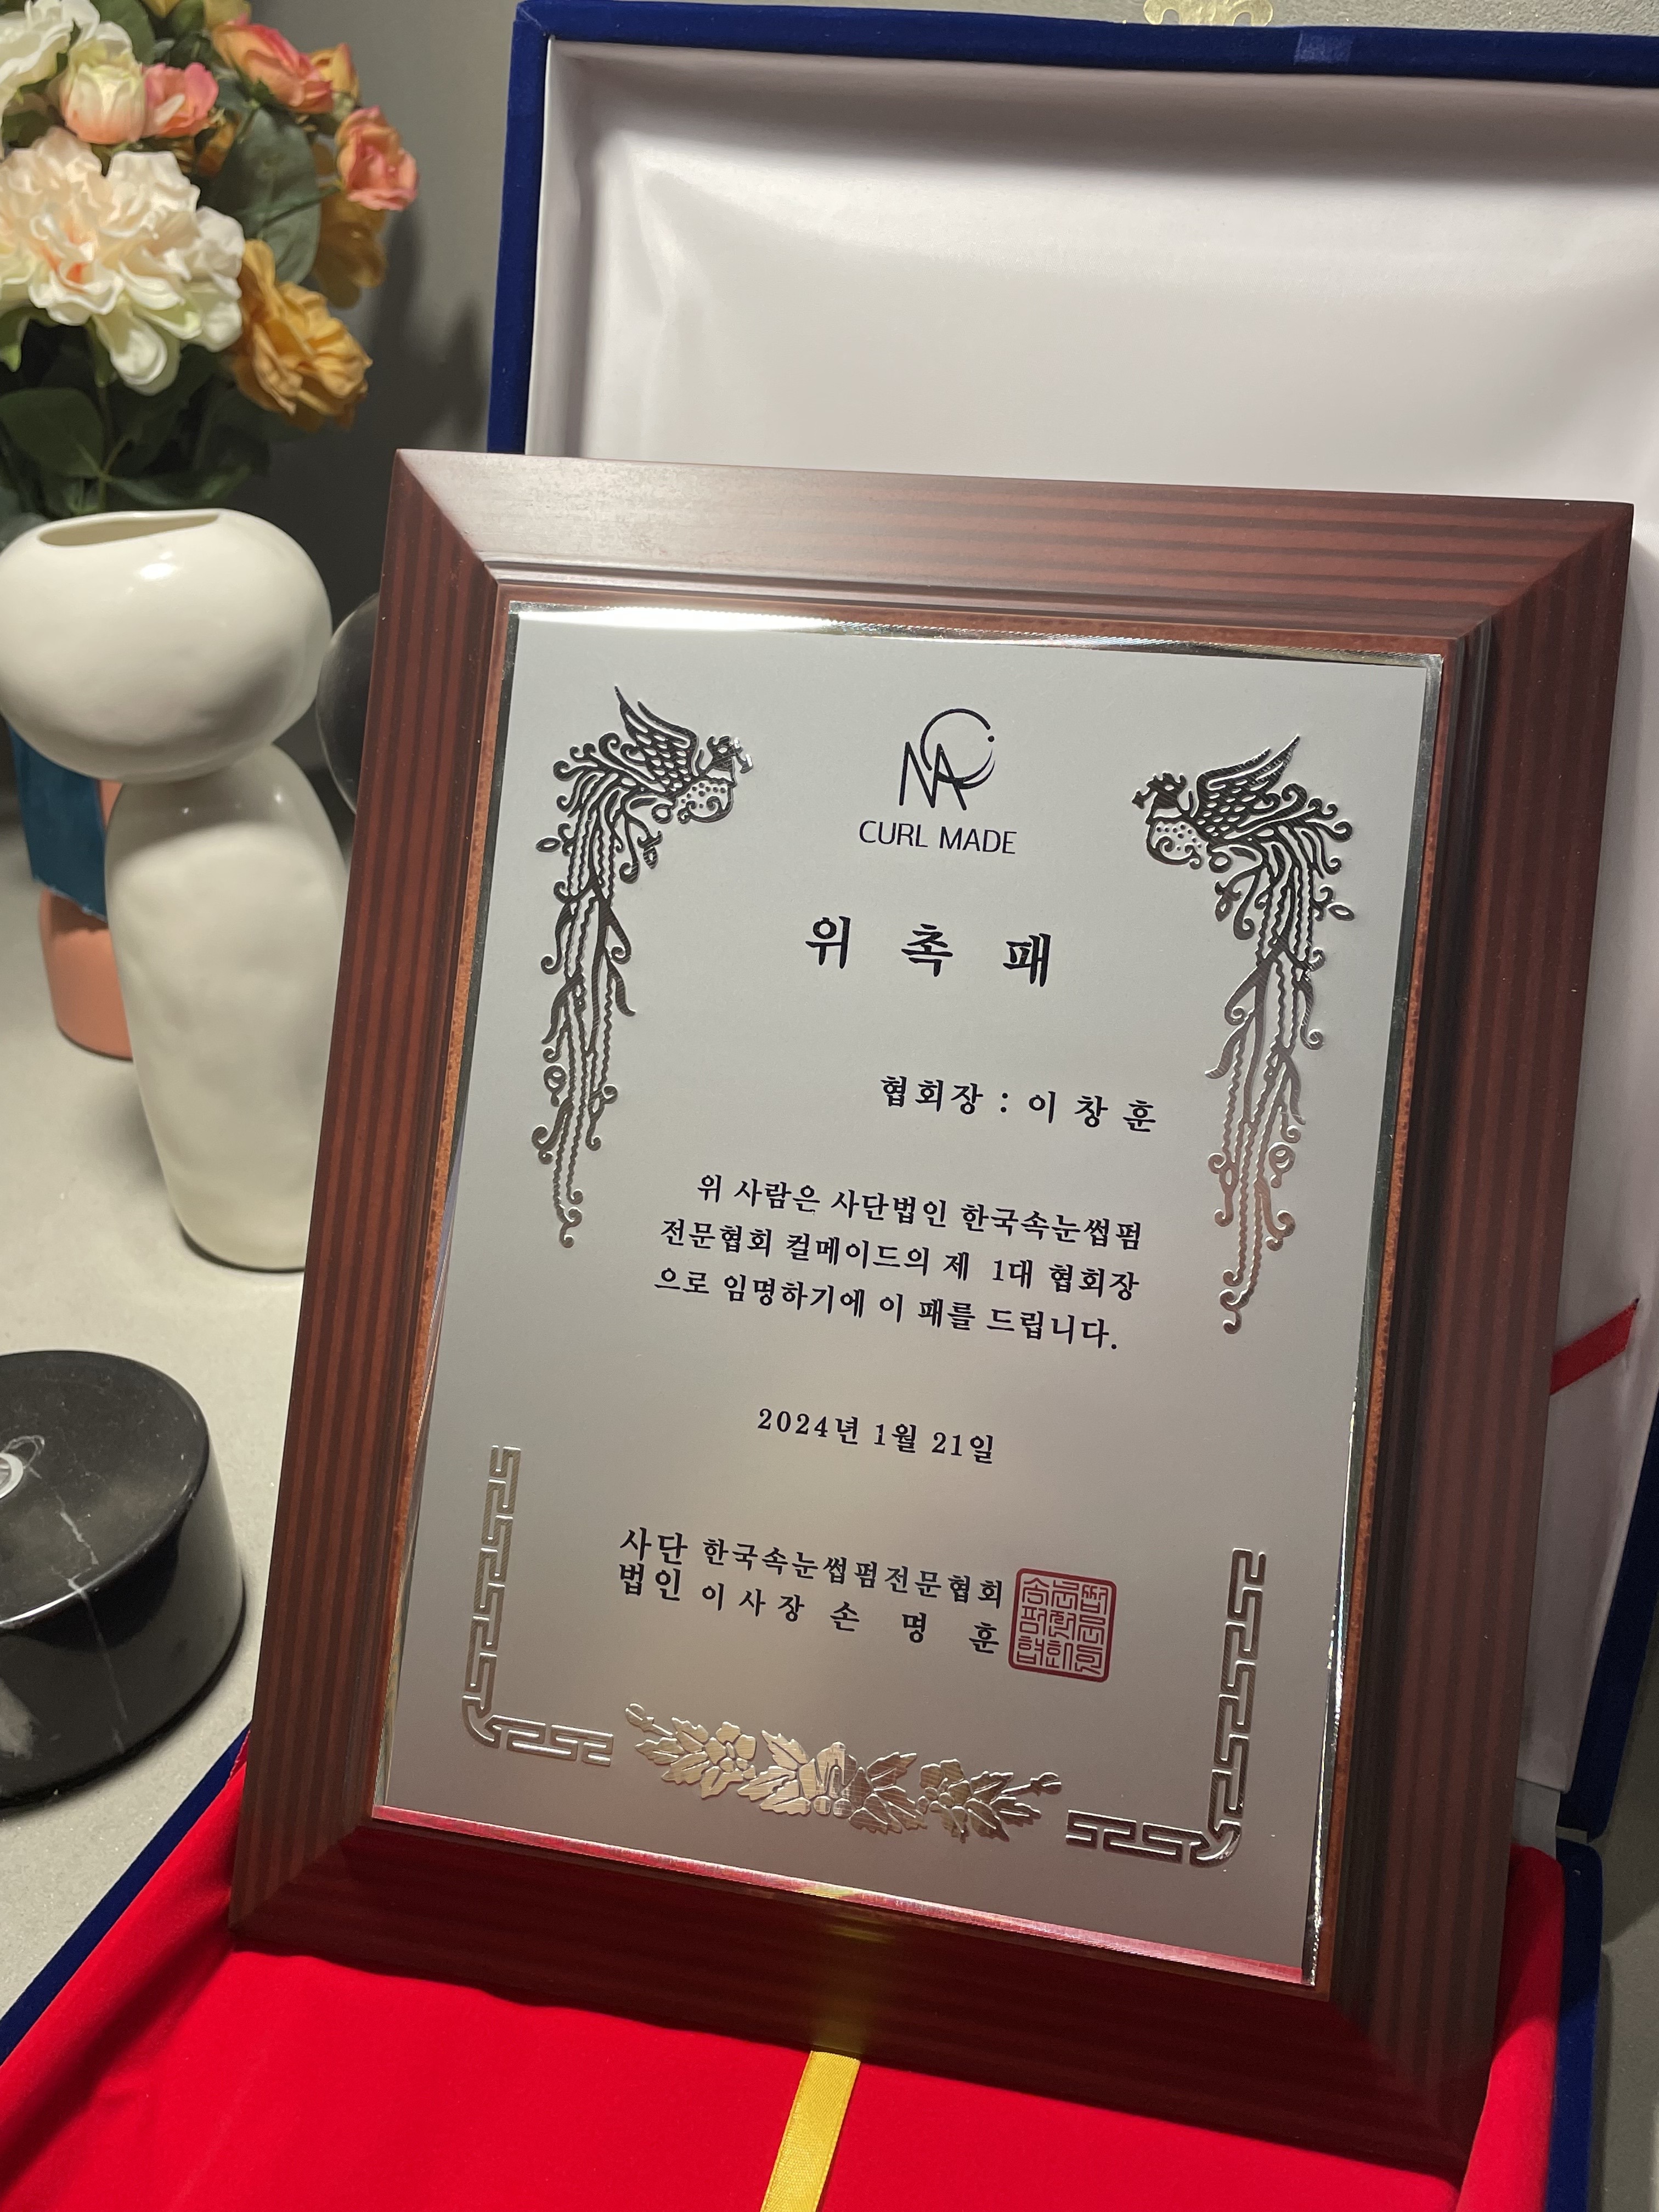 CURL MADE
위 촉 패
협회장 : 이 창 훈
위 사람은 사단법인 한국속눈썹펌
전문협회 컬메이드의 제 1대 협회장
으로 임명하기에 이 패를 드립니다.
2024년 1월 21일
사단 한국속눈썹펌전문협회
법인 이 사 장 손 명 훈